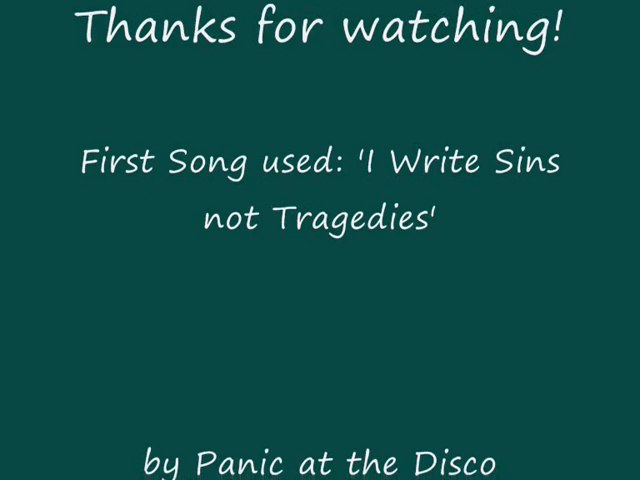 Thanks for watching!
First Song used: 'I Write Sins
not Tragedies'
by Panic at the Disco